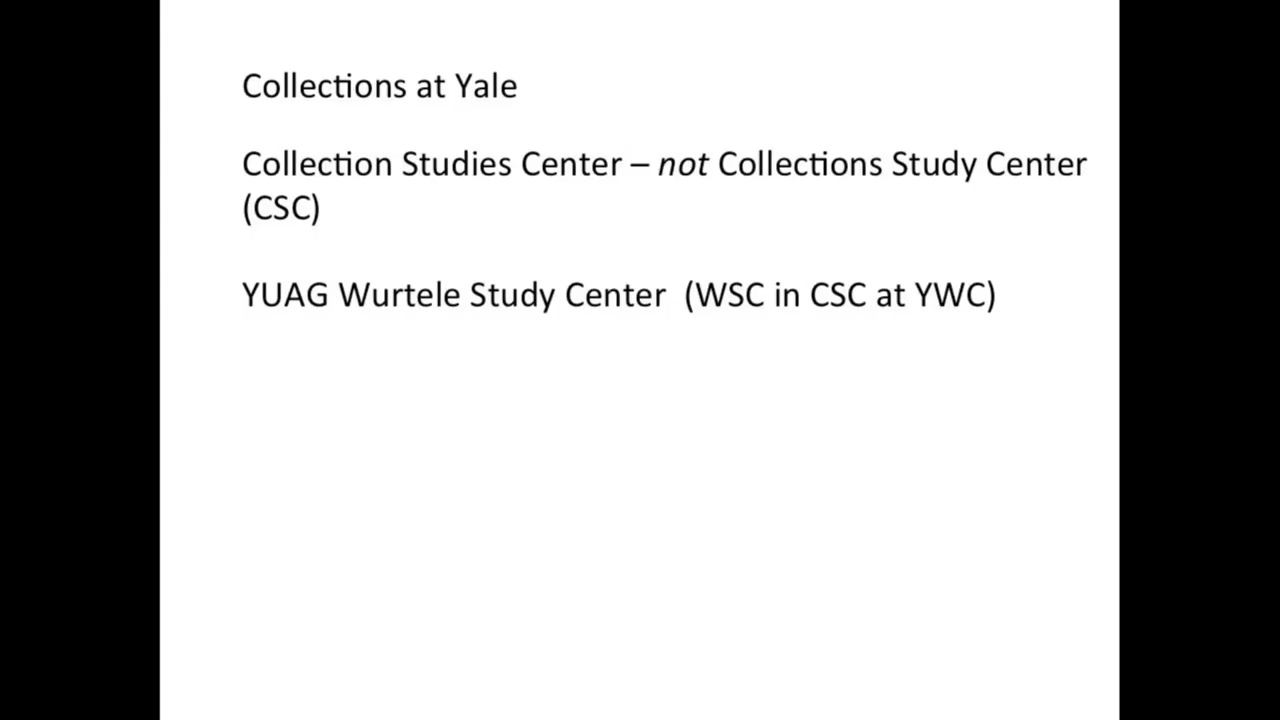 Collections at Yale
Collection Studies Center – not Collections Study Center
(CSC)
YUAG Wurtele Study Center  (WSC in CSC at YWC)